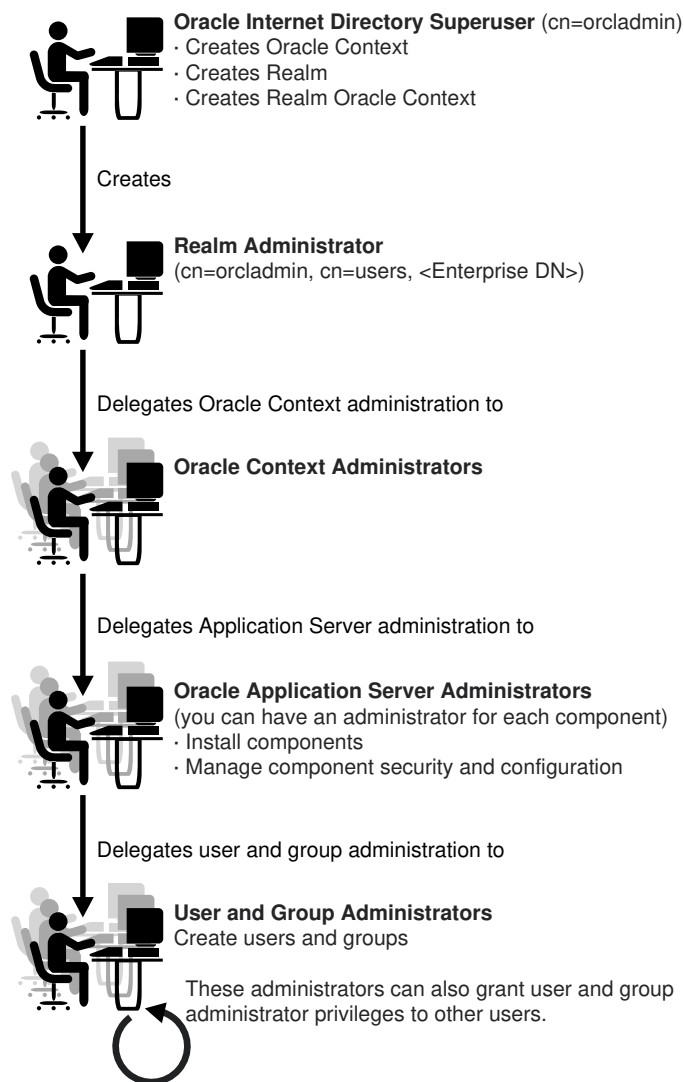 Oracle Internet Directory Superuser (cn=orcladmin)
· Creates Oracle Context
· Creates Realm
· Creates Realm Oracle Context
Creates
Realm Administrator
(cn=orcladmin, cn=users, <Enterprise DN>)
Delegates Oracle Context administration to
Oracle Context Administrators
Delegates Application Server administration to
Oracle Application Server Administrators
(you can have an administrator for each component)
· Install components
· Manage component security and configuration
Delegates user and group administration to
User and Group Administrators
Create users and groups
These administrators can also grant user and group
administrator privileges to other users.